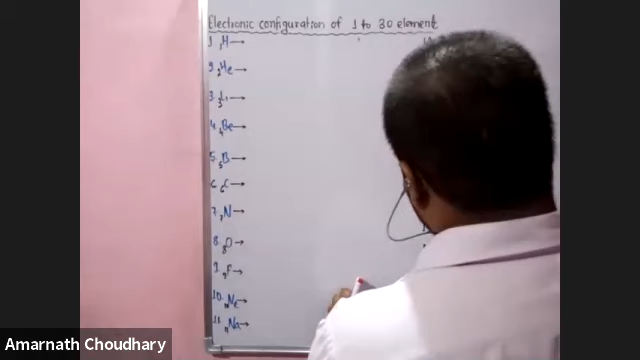 Electronic configuration of 1 to 30 element
1. ₁H →
2. ₂He →
3. ₃Li →
4. ₄Be →
5. ₅B →
6. ₆C →
7. ₇N →
8. ₈O
9. ₉F →
10. ₁₀Ne →
11. ₁₁Na →
Amarnath Choudhary